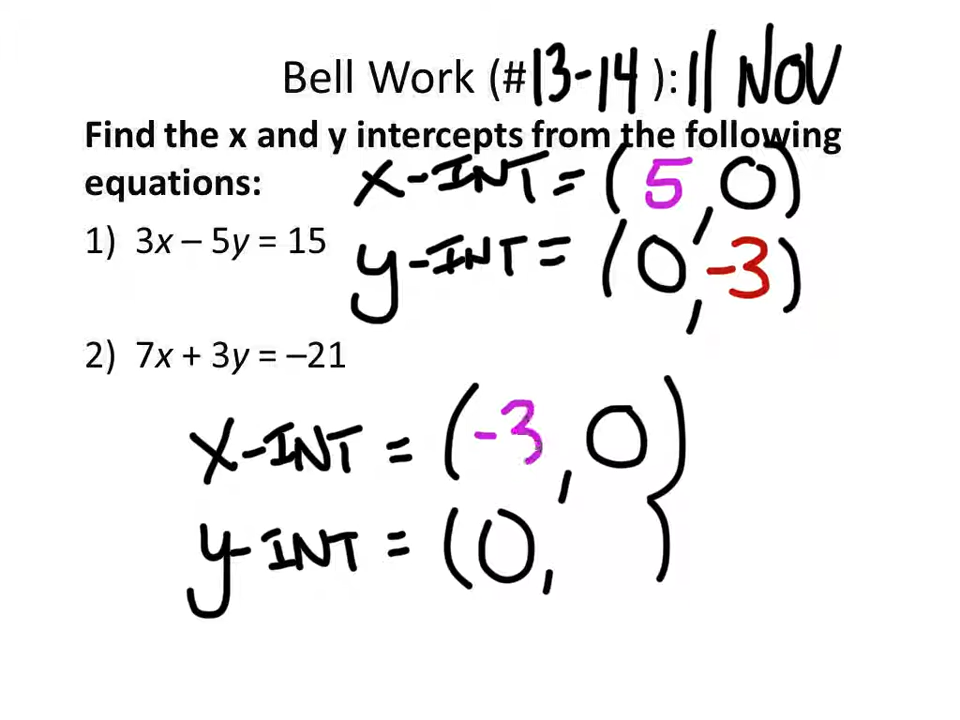 Bell Work (#13-14): 11 NOV
Find the x and y intercepts from the following
equations:
x-INT = (5, 0)
1) 3x – 5y = 15
y-INT = (0, -3)
2) 7x + 3y = –21
x-INT = (-3, 0)
y-INT = (0, )